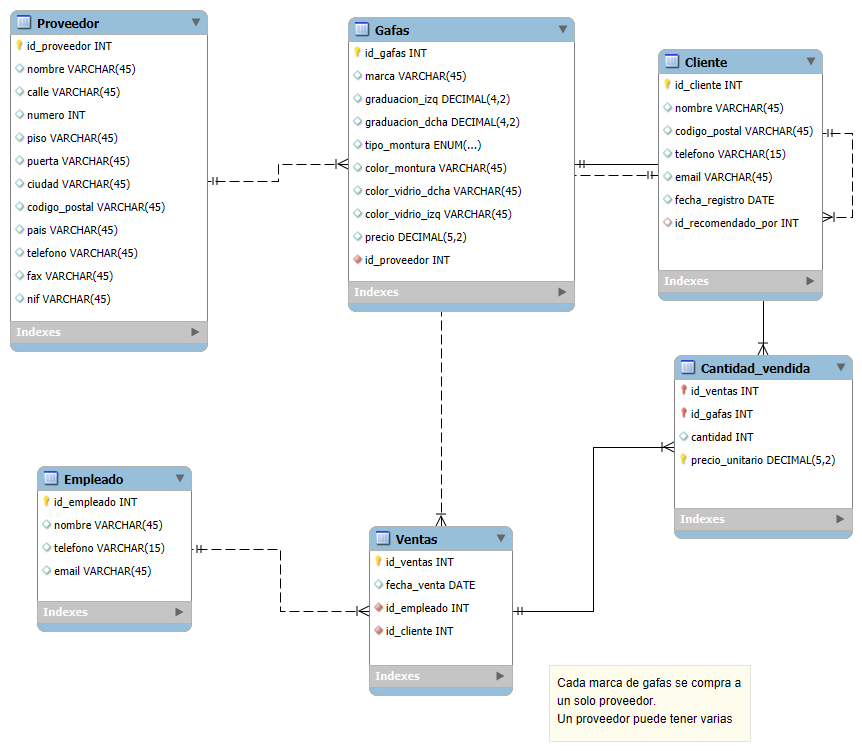 Proveedor
id_proveedor INT
nombre VARCHAR(45)
calle VARCHAR(45)
numero INT
piso VARCHAR(45)
puerta VARCHAR(45)
ciudad VARCHAR(45)
codigo_postal VARCHAR(45)
pais VARCHAR(45)
telefono VARCHAR(45)
fax VARCHAR(45)
nif VARCHAR(45)
Indexes
Gafas
id_gafas INT
marca VARCHAR(45)
graduacion_izq DECIMAL(4,2)
graduacion_dcha DECIMAL(4,2)
tipo_montura ENUM(...)
color_montura VARCHAR(45)
color_vidrio_dcha VARCHAR(45)
color_vidrio_izq VARCHAR(45)
precio DECIMAL(5,2)
id_proveedor INT
Indexes
Cliente
id_cliente INT
nombre VARCHAR(45)
codigo_postal VARCHAR(45)
telefono VARCHAR(15)
email VARCHAR(45)
fecha_registro DATE
id_recomendado_por INT
Indexes
Cantidad_vendida
id_ventas INT
id_gafas INT
cantidad INT
precio_unitario DECIMAL(5,2)
Indexes
Empleado
id_empleado INT
nombre VARCHAR(45)
telefono VARCHAR(15)
email VARCHAR(45)
Indexes
Ventas
id_ventas INT
fecha_venta DATE
id_empleado INT
id_cliente INT
Indexes
Cada marca de gafas se compra a
un solo proveedor.
Un proveedor puede tener varias